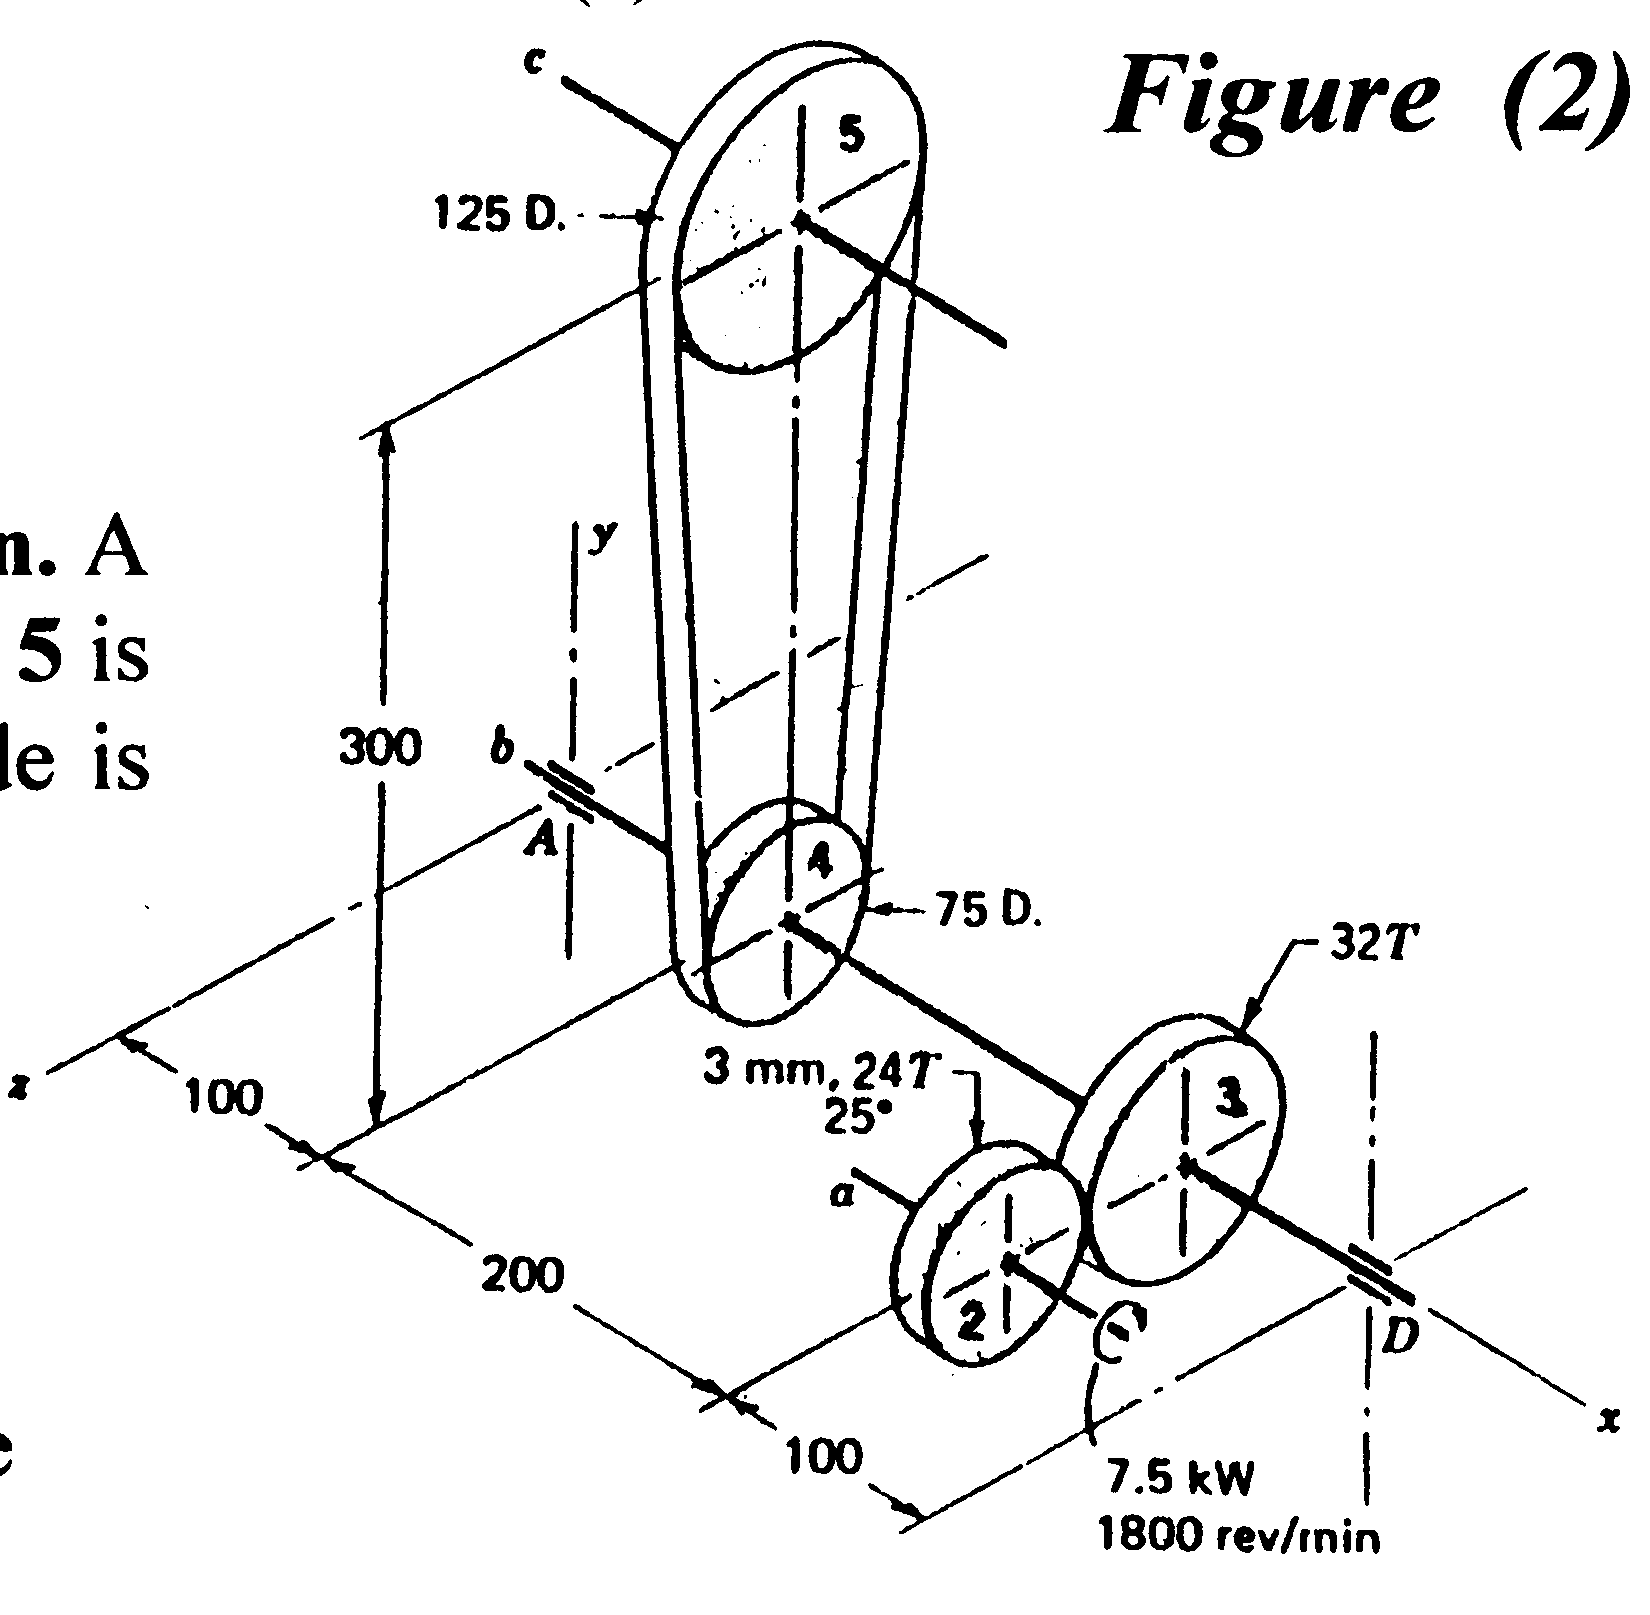 c
Figure (2)
5
125 D.
n. A
y
5 is
300
b
le is
A
4
75 D.
32T
3 mm, 24T
25°
z
100
3
a
200
2
D
x
100
7.5 kW
1800 rev/min